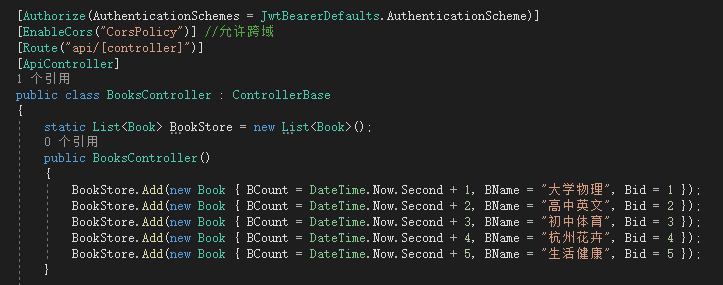 [Authorize(AuthenticationSchemes = JwtBearerDefaults.AuthenticationScheme)]
[EnableCors("CorsPolicy")] //允许跨域
[Route("api/[controller]")]
[ApiController]
1 个引用
public class BooksController : ControllerBase
{
static List<Book> BookStore = new List<Book>();
0 个引用
public BooksController()
{
BookStore.Add(new Book { BCount = DateTime.Now.Second + 1, BName = "大学物理", Bid = 1 });
BookStore.Add(new Book { BCount = DateTime.Now.Second + 2, BName = "高中英文", Bid = 2 });
BookStore.Add(new Book { BCount = DateTime.Now.Second + 3, BName = "初中体育", Bid = 3 });
BookStore.Add(new Book { BCount = DateTime.Now.Second + 4, BName = "杭州花卉", Bid = 4 });
BookStore.Add(new Book { BCount = DateTime.Now.Second + 5, BName = "生活健康", Bid = 5 });
}